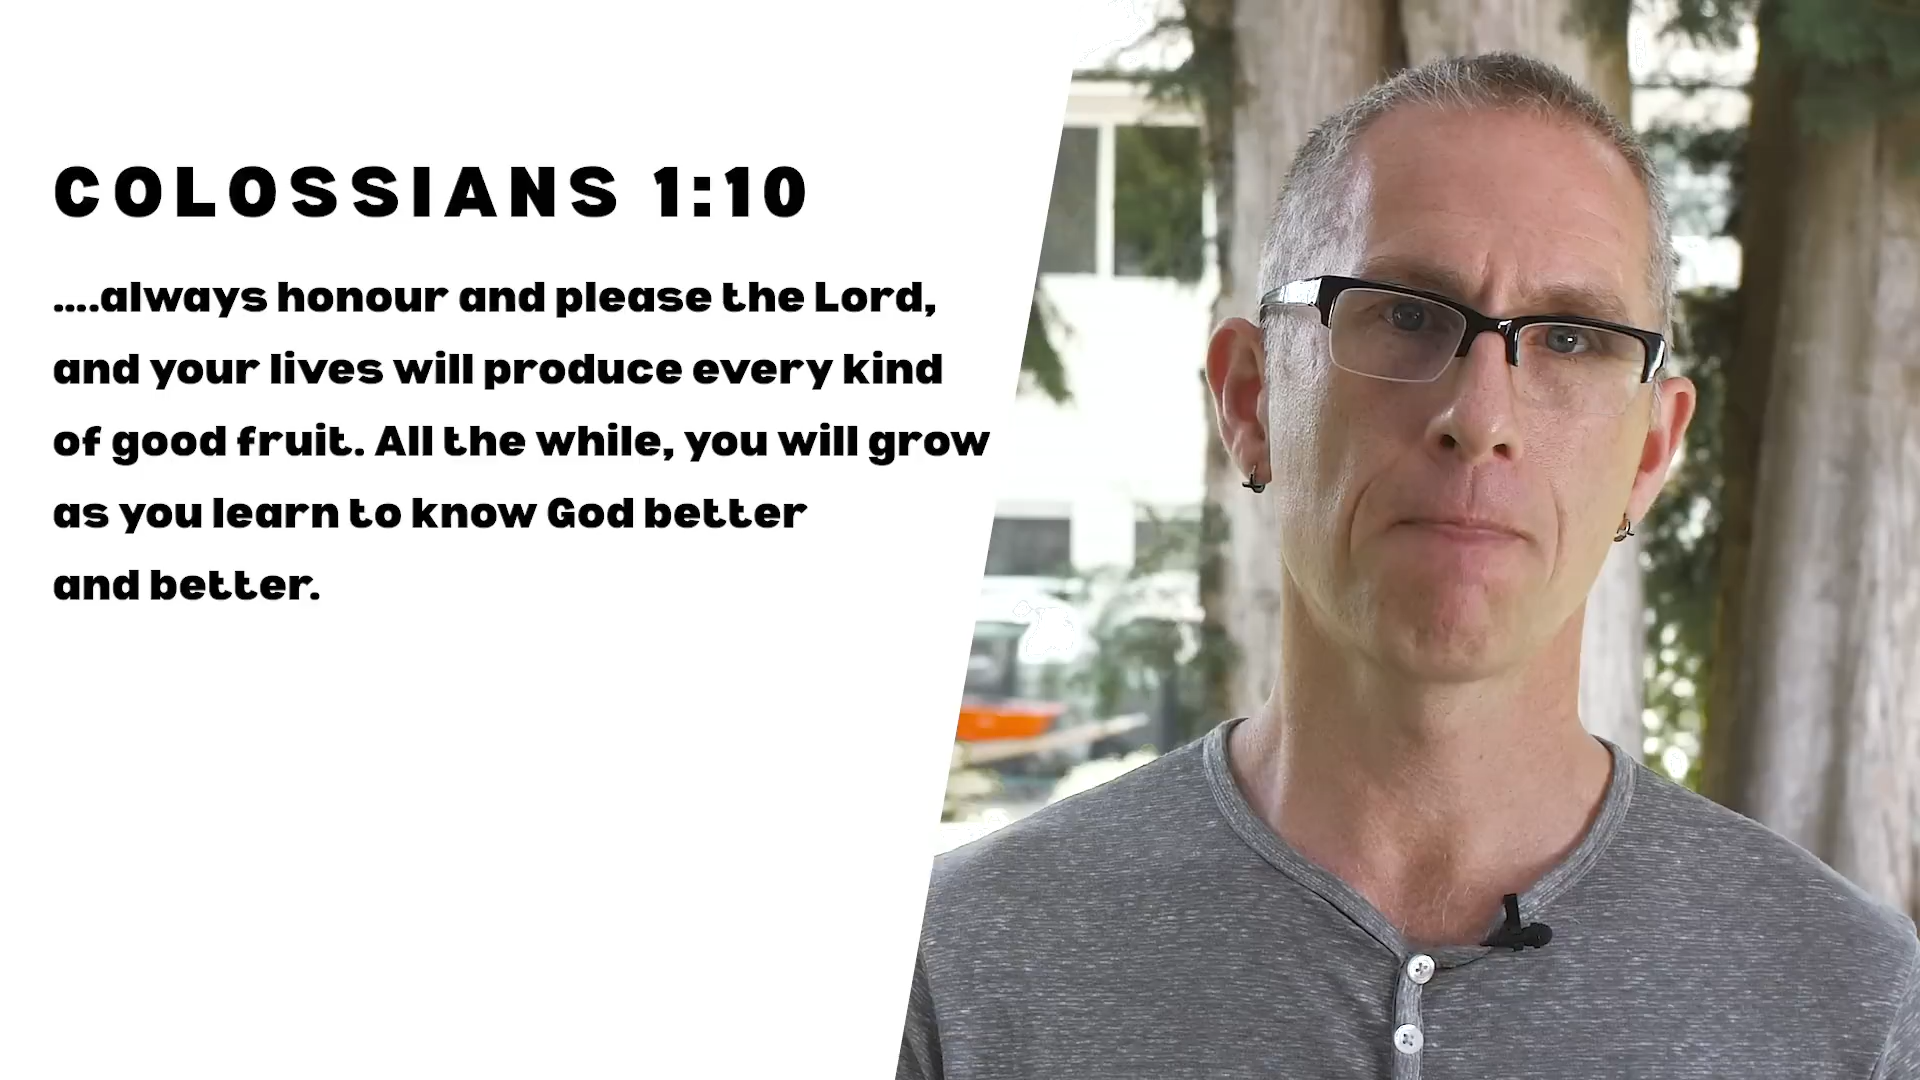 COLOSSIANS 1:10
....always honour and please the Lord,
and your lives will produce every kind
of good fruit. All the while, you will grow
as you learn to know God better
and better.